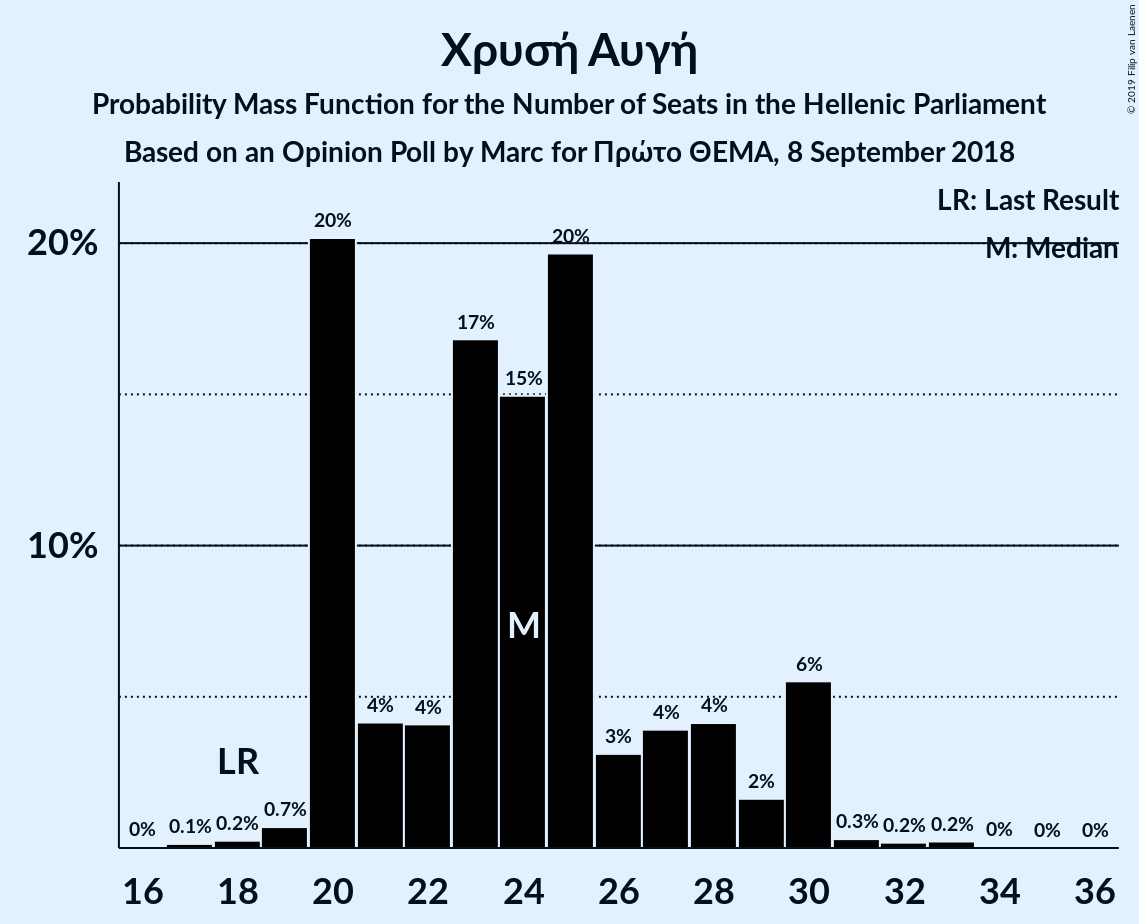 Χρυσή Αυγή
Probability Mass Function for the Number of Seats in the Hellenic Parliament
Based on an Opinion Poll by Marc for Πρώτο ΘΕΜΑ, 8 September 2018
© 2019 Filip van Laenen
LR: Last Result
M: Median
20%
10%
0% 0.1% 0.2% 0.7% 20% 4% 4% 17% 15% 20% 3% 4% 4% 2% 6% 0.3% 0.2% 0.2% 0% 0% 0%
LR
M
16 18 20 22 24 26 28 30 32 34 36